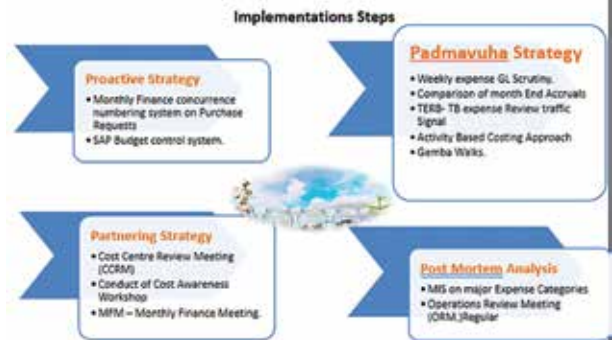 Implementations Steps
Proactive Strategy
• Monthly Finance concurrence
numbering system on Purchase
Requests
• SAP Budget control system.
Padmavuha Strategy
• Weekly expense GL Scrutiny.
• Comparison of month End Accruals
• TERB- TB expense Review traffic
Signal
• Activity Based Costing Approach
• Gemba Walks.
Partnering Strategy
• Cost Centre Review Meeting
(CCRM)
• Conduct of Cost Awareness
Workshop
• MFM – Monthly Finance Meeting.
Post Mortem Analysis
• MIS on major Expense Categories
• Operations Review Meeting
(ORM.)Regular